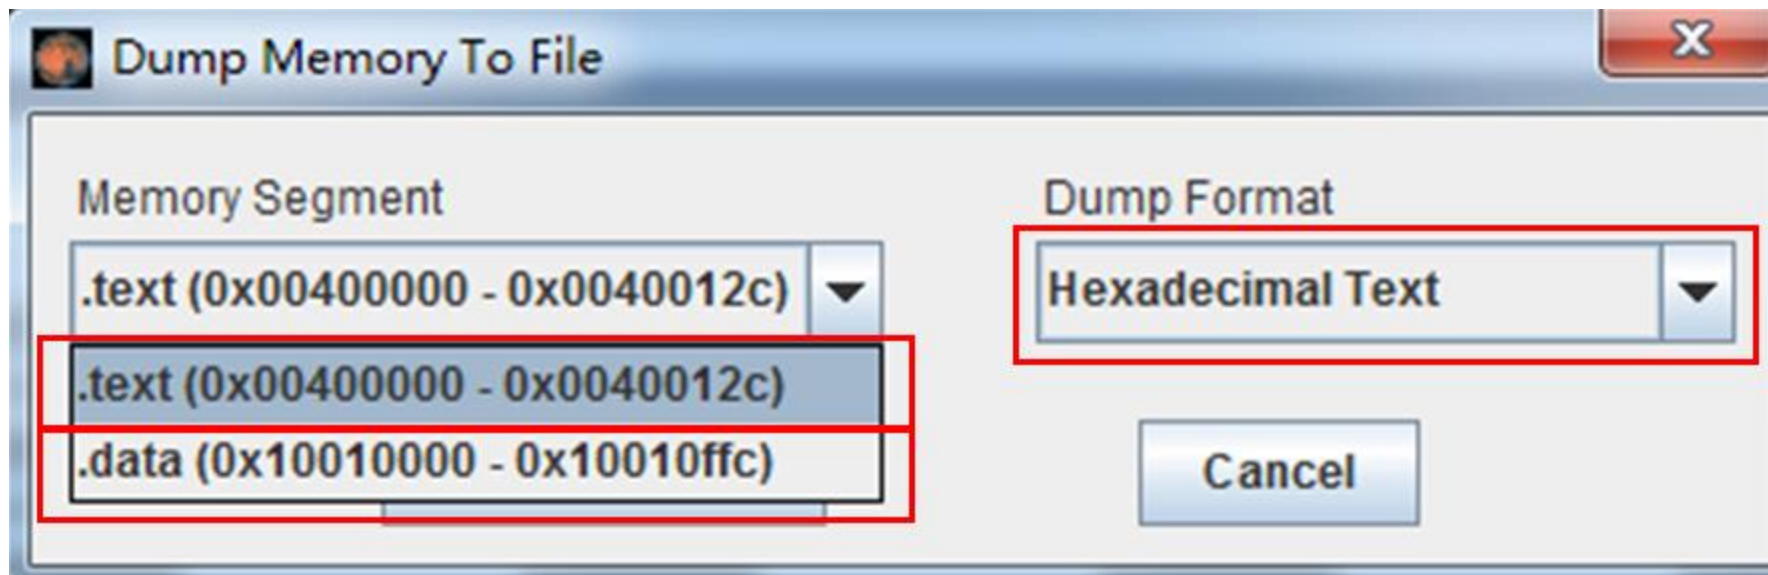 Dump Memory To File
Memory Segment
Dump Format
.text (0x00400000 - 0x0040012c)
Hexadecimal Text
.text (0x00400000 - 0x0040012c)
.data (0x10010000 - 0x10010ffc)
Cancel